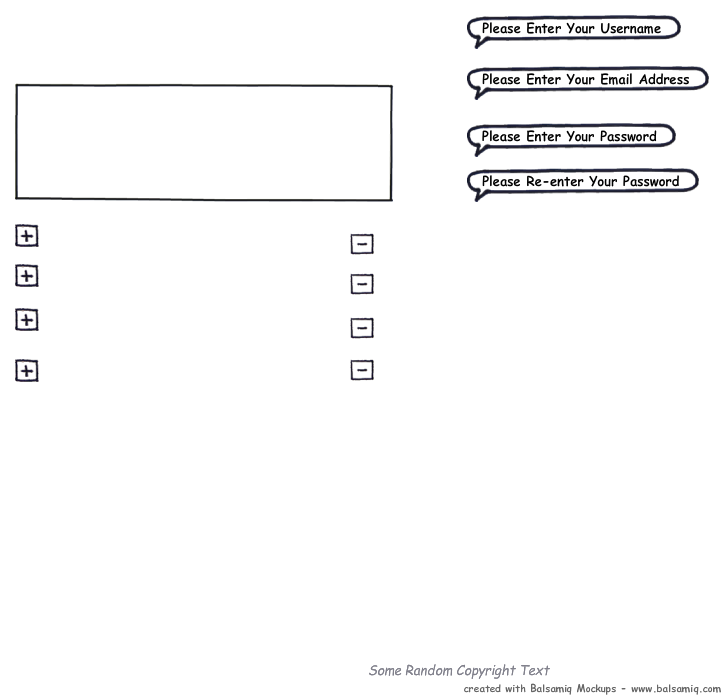 Please Enter Your Username
Please Enter Your Email Address
Please Enter Your Password
Please Re-enter Your Password
Some Random Copyright Text
created with Balsamiq Mockups - www.balsamiq.com